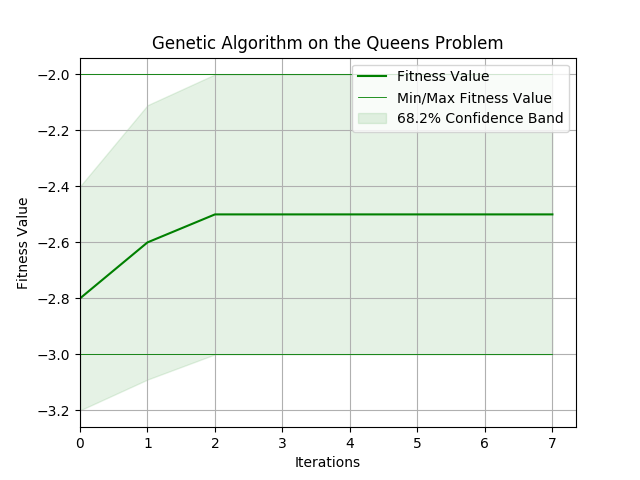 Genetic Algorithm on the Queens Problem
Fitness Value
Min/Max Fitness Value
68.2% Confidence Band
Fitness Value
−2.0
−2.2
−2.4
−2.6
−2.8
−3.0
−3.2
0 1 2 3 4 5 6 7
Iterations